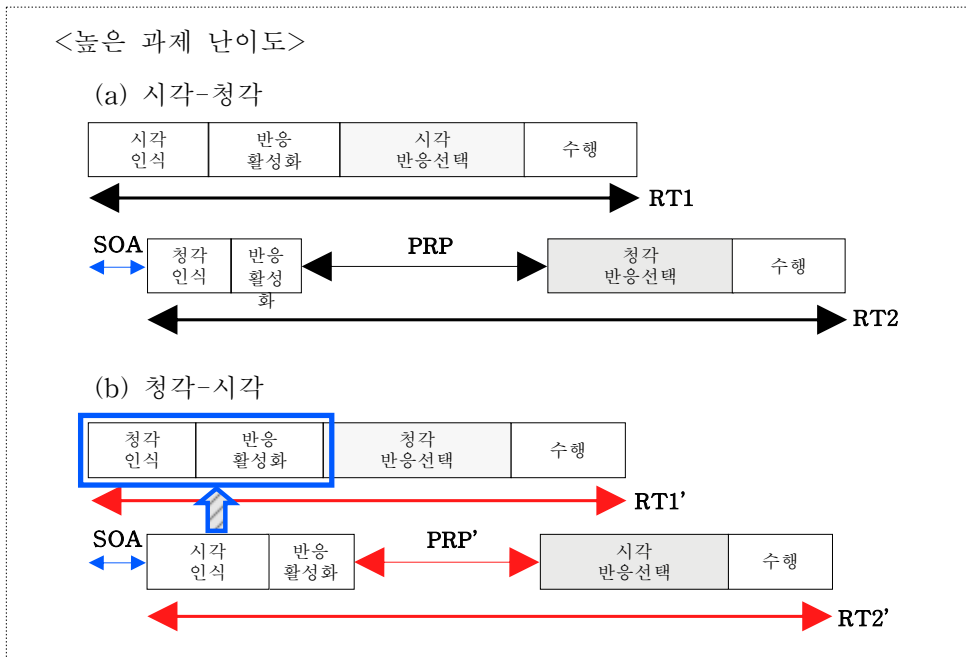 <높은 과제 난이도>
(a) 시각-청각
시각
인식
반응
활성화
시각
반응선택
수행
RT1
SOA
청각
인식
반응
활성
화
PRP
청각
반응선택
수행
RT2
(b) 청각-시각
청각
인식
반응
활성화
청각
반응선택
수행
RT1'
SOA
시각
인식
반응
활성화
PRP'
시각
반응선택
수행
RT2'